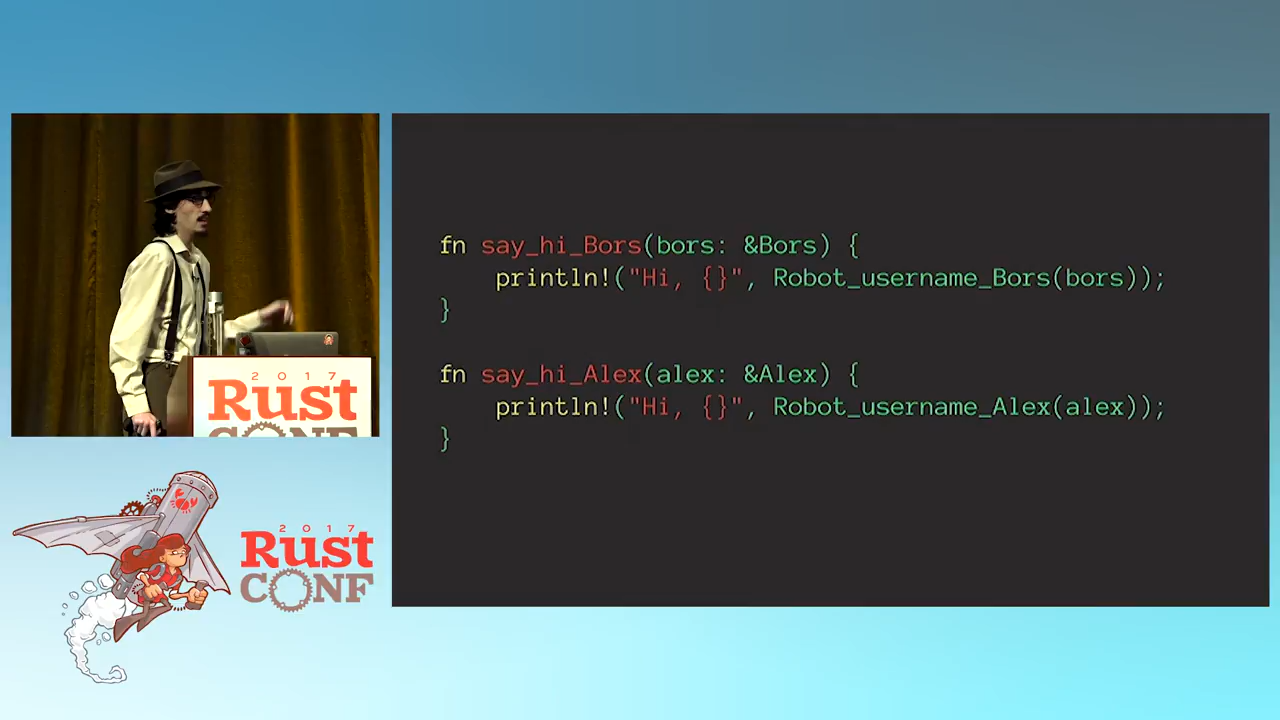 fn say_hi_Bors(bors: &Bors) {
    println!("Hi, {}", Robot_username_Bors(bors));
}
fn say_hi_Alex(alex: &Alex) {
    println!("Hi, {}", Robot_username_Alex(alex));
}
2017
Rust
CONF
2017
Rust
CONF